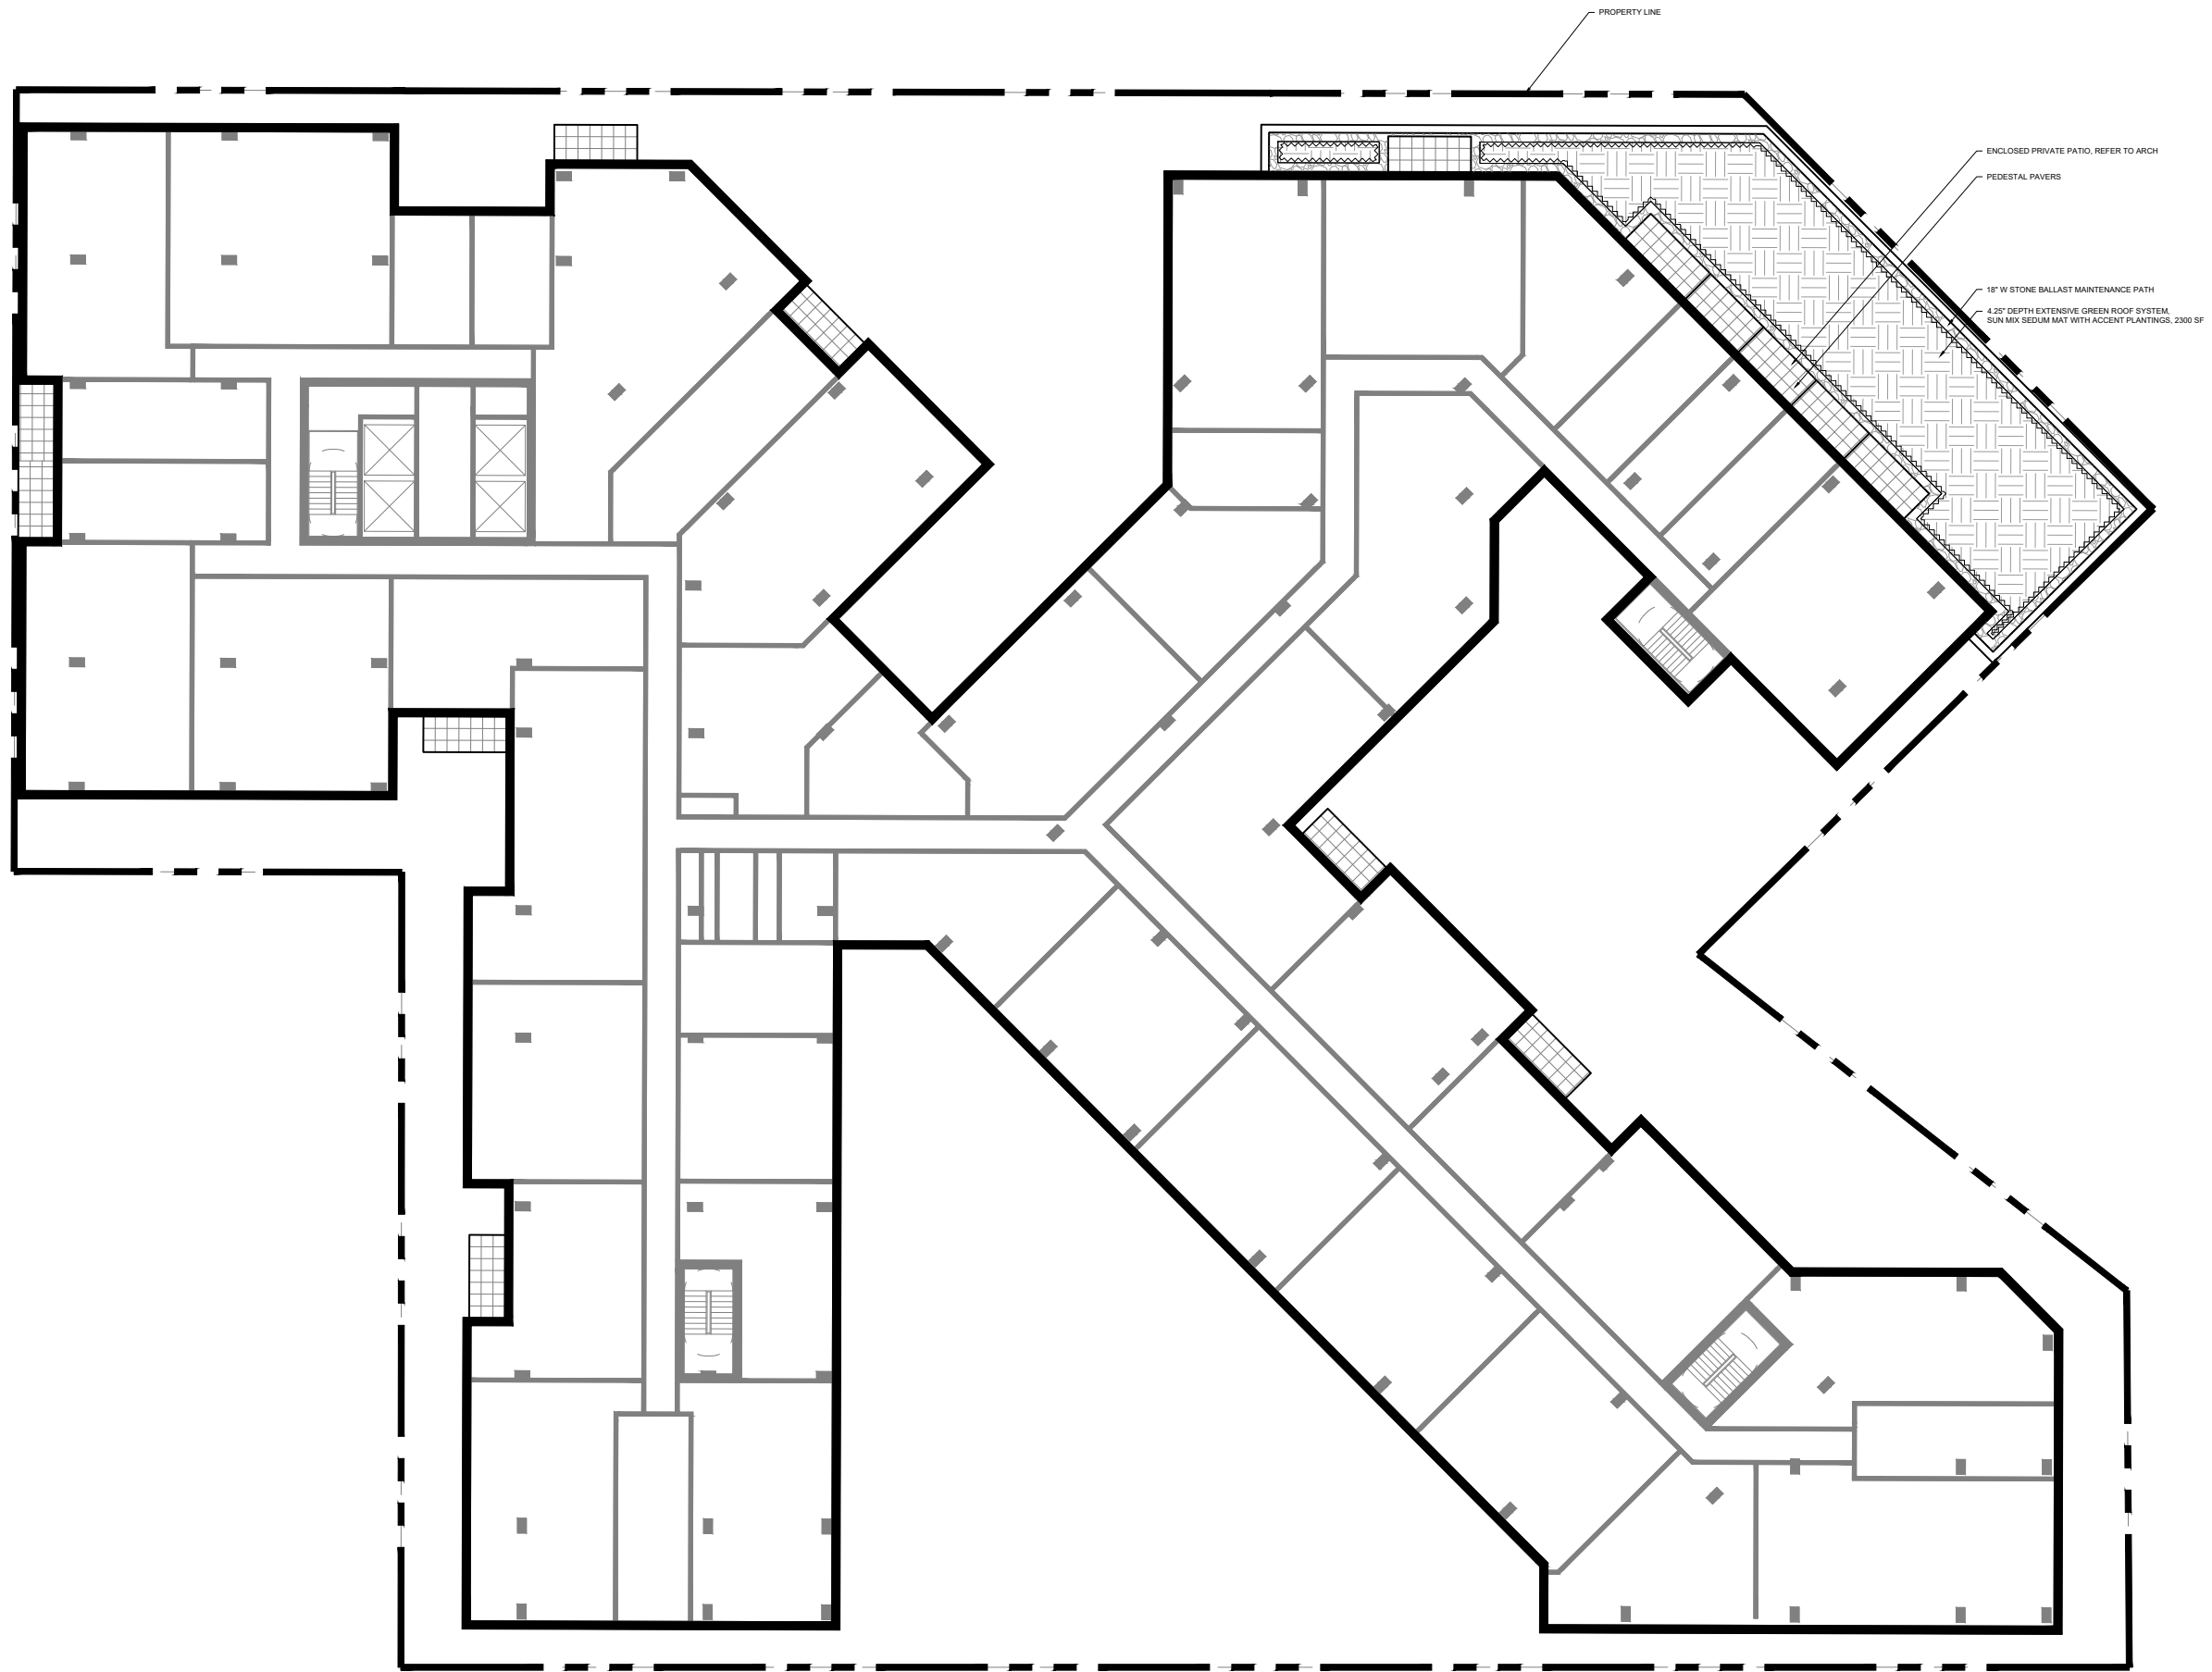 PROPERTY LINE
ENCLOSED PRIVATE PATIO, REFER TO ARCH
PEDESTAL PAVERS
18" W STONE BALLAST MAINTENANCE PATH
4.25" DEPTH EXTENSIVE GREEN ROOF SYSTEM,
SUN MIX SEDUM MAT WITH ACCENT PLANTINGS, 2300 SF